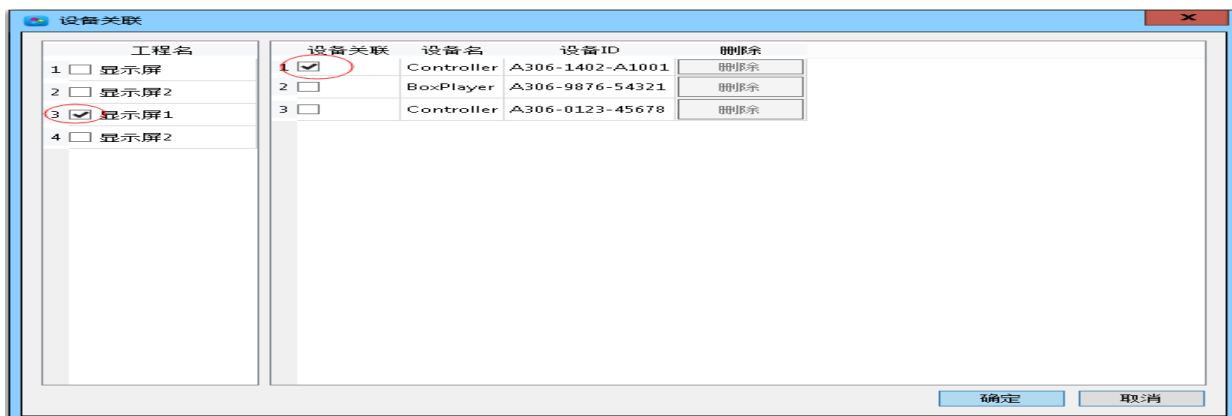 设备关联
工程名
1 显示屏
2 显示屏2
3 显示屏1
4 显示屏2
设备关联 设备名 设备ID 删除
1 Controller A306-1402-A1001 删除
2 BoxPlayer A306-9876-54321 删除
3 Controller A306-0123-45678 删除
确定 取消